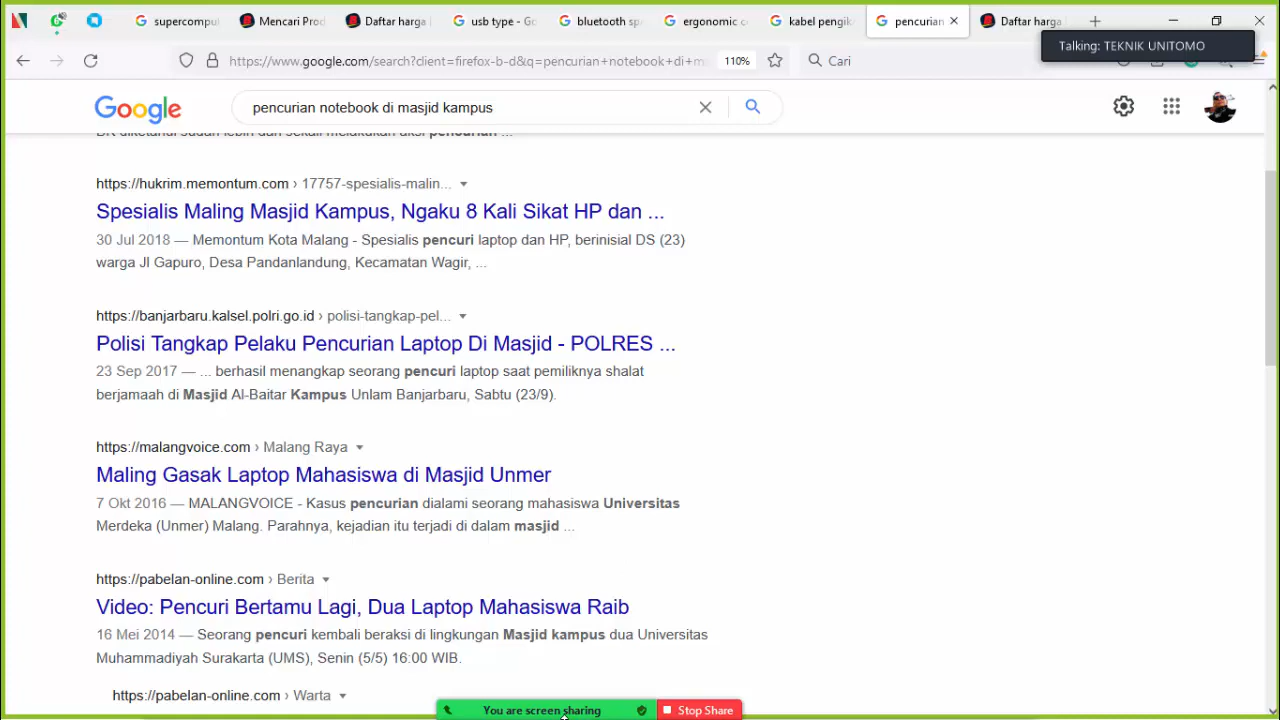 supercompu
Mencari Prod
Daftar harga
usb type - Go
bluetooth sp
ergonomic c
kabel pengik
pencurian
Daftar harga
Talking: TEKNIK UNITOMO
https://www.google.com/search?client=firefox-b-d&q=pencurian+notebook+di+m
110%
Cari
Google
pencurian notebook di masjid kampus
DK diketahui sudah lebih dari sekali melakukan aksi pencurian ...
https://hukrim.memontum.com › 17757-spesialis-malin...
Spesialis Maling Masjid Kampus, Ngaku 8 Kali Sikat HP dan ...
30 Jul 2018 — Memontum Kota Malang - Spesialis pencuri laptop dan HP, berinisial DS (23)
warga Jl Gapuro, Desa Pandanlandung, Kecamatan Wagir, ...
https://banjarbaru.kalsel.polri.go.id › polisi-tangkap-pel...
Polisi Tangkap Pelaku Pencurian Laptop Di Masjid - POLRES ...
23 Sep 2017 — ... berhasil menangkap seorang pencuri laptop saat pemiliknya shalat
berjamaah di Masjid Al-Baitar Kampus Unlam Banjarbaru, Sabtu (23/9).
https://malangvoice.com › Malang Raya
Maling Gasak Laptop Mahasiswa di Masjid Unmer
7 Okt 2016 — MALANGVOICE - Kasus pencurian dialami seorang mahasiswa Universitas
Merdeka (Unmer) Malang. Parahnya, kejadian itu terjadi di dalam masjid ...
https://pabelan-online.com › Berita
Video: Pencuri Bertamu Lagi, Dua Laptop Mahasiswa Raib
16 Mei 2014 — Seorang pencuri kembali beraksi di lingkungan Masjid kampus dua Universitas
Muhammadiyah Surakarta (UMS), Senin (5/5) 16:00 WIB.
https://pabelan-online.com › Warta
You are screen sharing
Stop Share